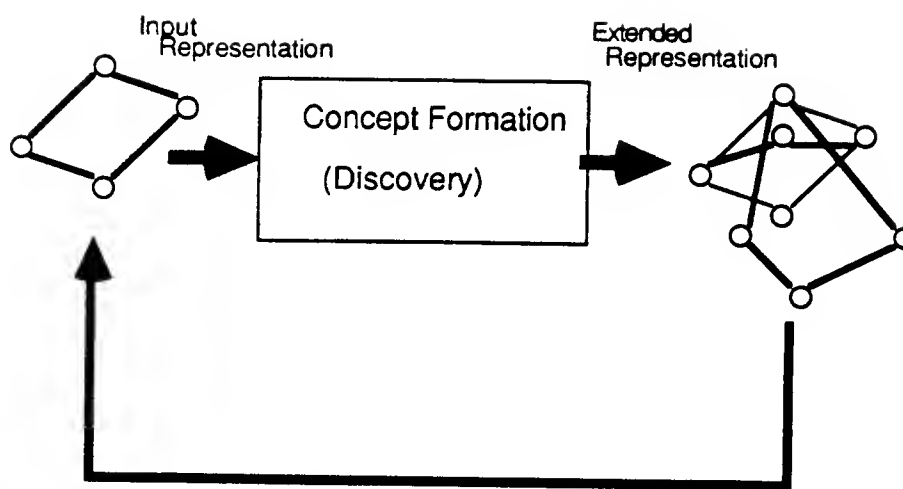 Input
Representation
Concept Formation
(Discovery)
Extended
Representation